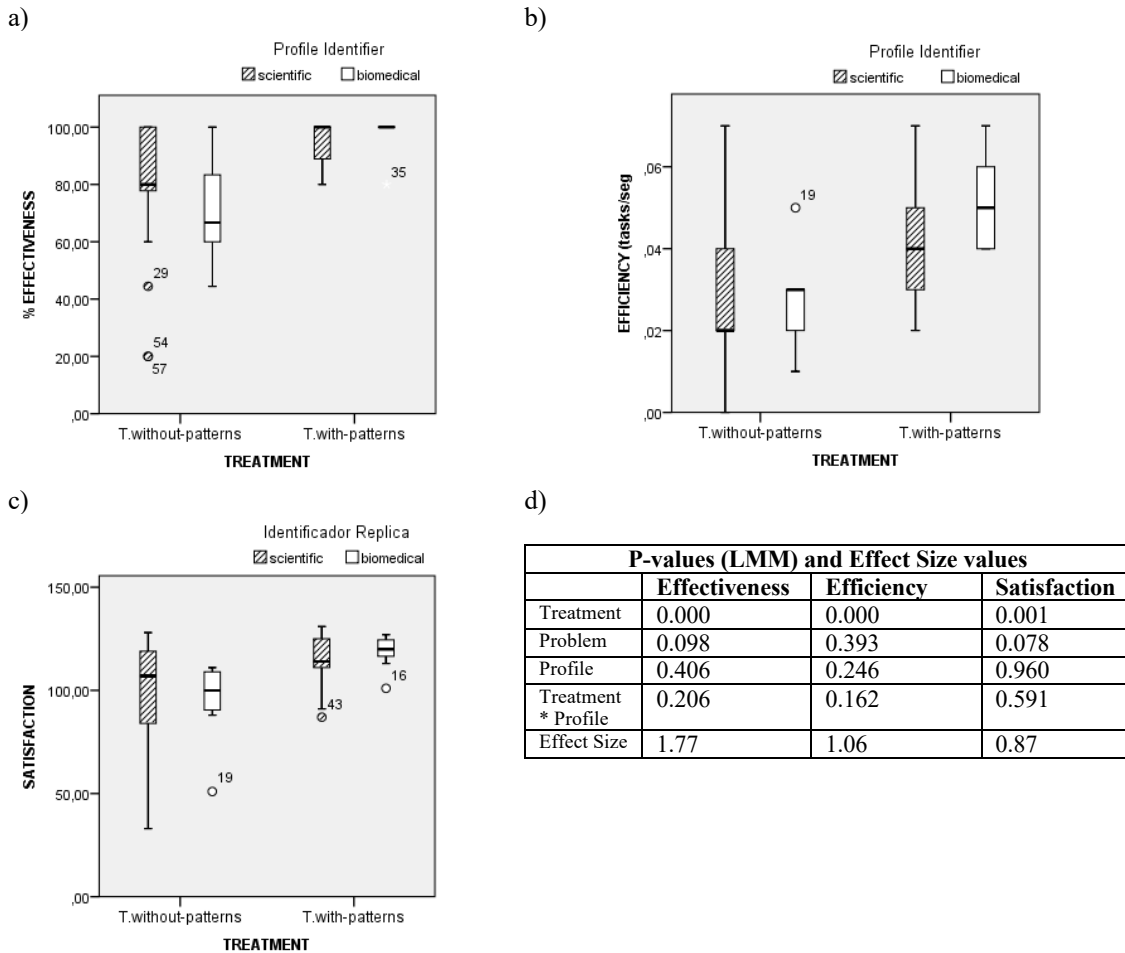 a)
Profile Identifier
scientific biomedical
100,00
80,00
60,00
40,00
20,00
,00
% EFFECTIVENESS
29
54
57
35
T.without-patterns T.with-patterns
TREATMENT
b)
Profile Identifier
scientific biomedical
,06
,04
,02
,00
EFFICIENCY (tasks/seg
19
T.without-patterns T.with-patterns
TREATMENT
c)
Identificador Replica
scientific biomedical
150,00
100,00
50,00
,00
SATISFACTION
19
43
16
T.without-patterns T.with-patterns
TREATMENT
d)
P-values (LMM) and Effect Size values
Effectiveness Efficiency Satisfaction
Treatment 0.000 0.000 0.001
Problem 0.098 0.393 0.078
Profile 0.406 0.246 0.960
Treatment
* Profile 0.206 0.162 0.591
Effect Size 1.77 1.06 0.87